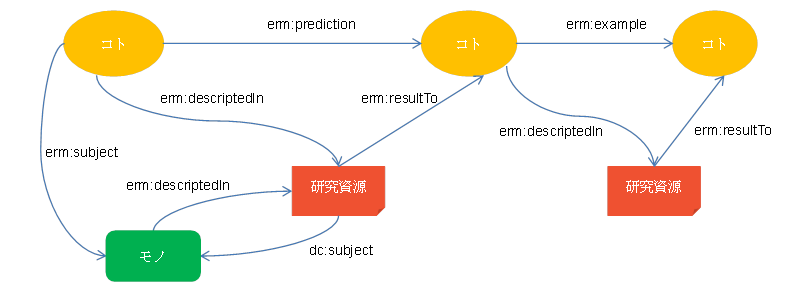 erm:prediction
erm:example
コト
コト
コト
erm:descriptedIn
erm:resultTo
erm:descriptedIn
erm:resultTo
erm:subject
erm:descriptedIn
研究資源
研究資源
モノ
dc:subject